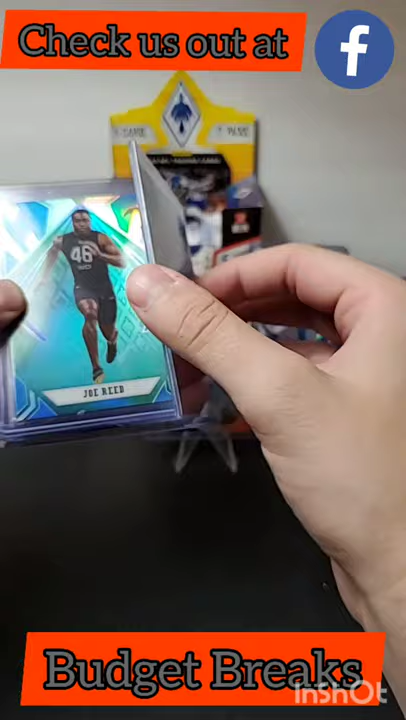 Check us out at
f
46
JOE REED
Budget Breaks
InShOt